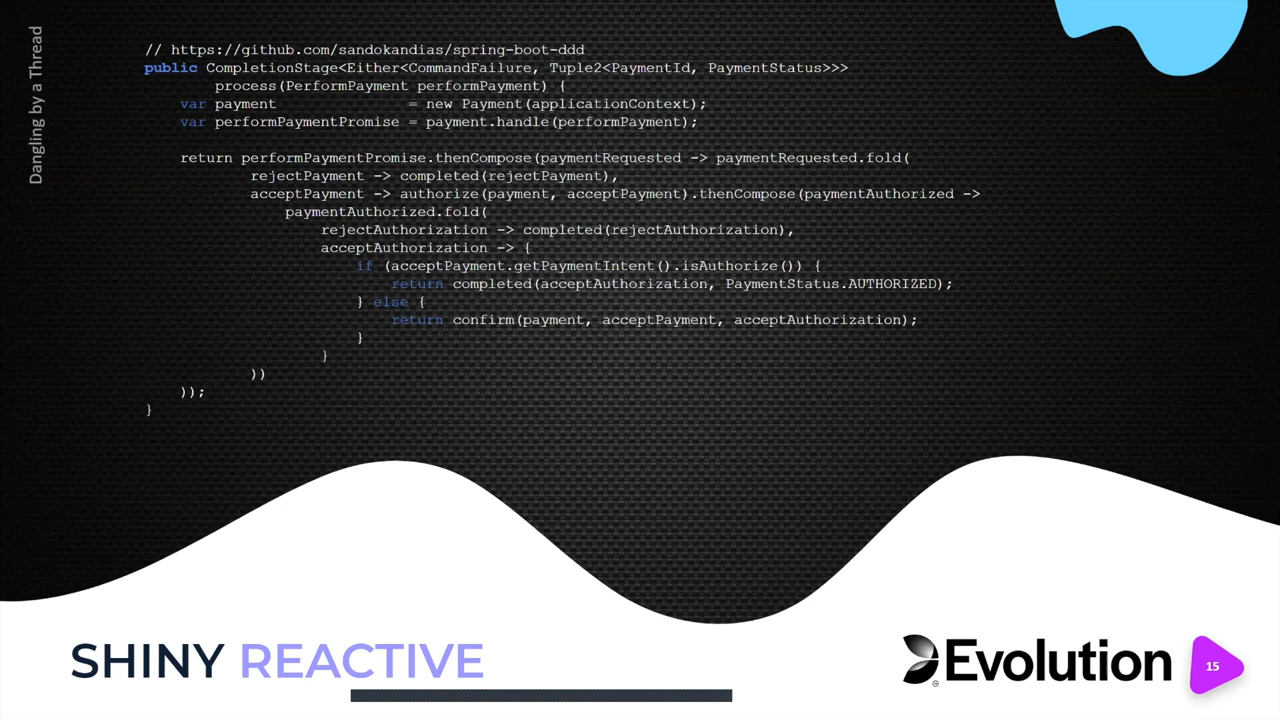 Dangling by a Thread
// https://github.com/sandokandias/spring-boot-ddd
public CompletionStage<Either<CommandFailure, Tuple2<PaymentId, PaymentStatus>>>
        process(PerformPayment performPayment) {
    var payment               = new Payment(applicationContext);
    var performPaymentPromise = payment.handle(performPayment);

    return performPaymentPromise.thenCompose(paymentRequested -> paymentRequested.fold(
            rejectPayment -> completed(rejectPayment),
            acceptPayment -> authorize(payment, acceptPayment).thenCompose(paymentAuthorized ->
                paymentAuthorized.fold(
                    rejectAuthorization -> completed(rejectAuthorization),
                    acceptAuthorization -> {
                        if (acceptPayment.getPaymentIntent().isAuthorize()) {
                            return completed(acceptAuthorization, PaymentStatus.AUTHORIZED);
                        } else {
                            return confirm(payment, acceptPayment, acceptAuthorization);
                        }
                    }
            ))
    ));
}
SHINY REACTIVE
Evolution
15